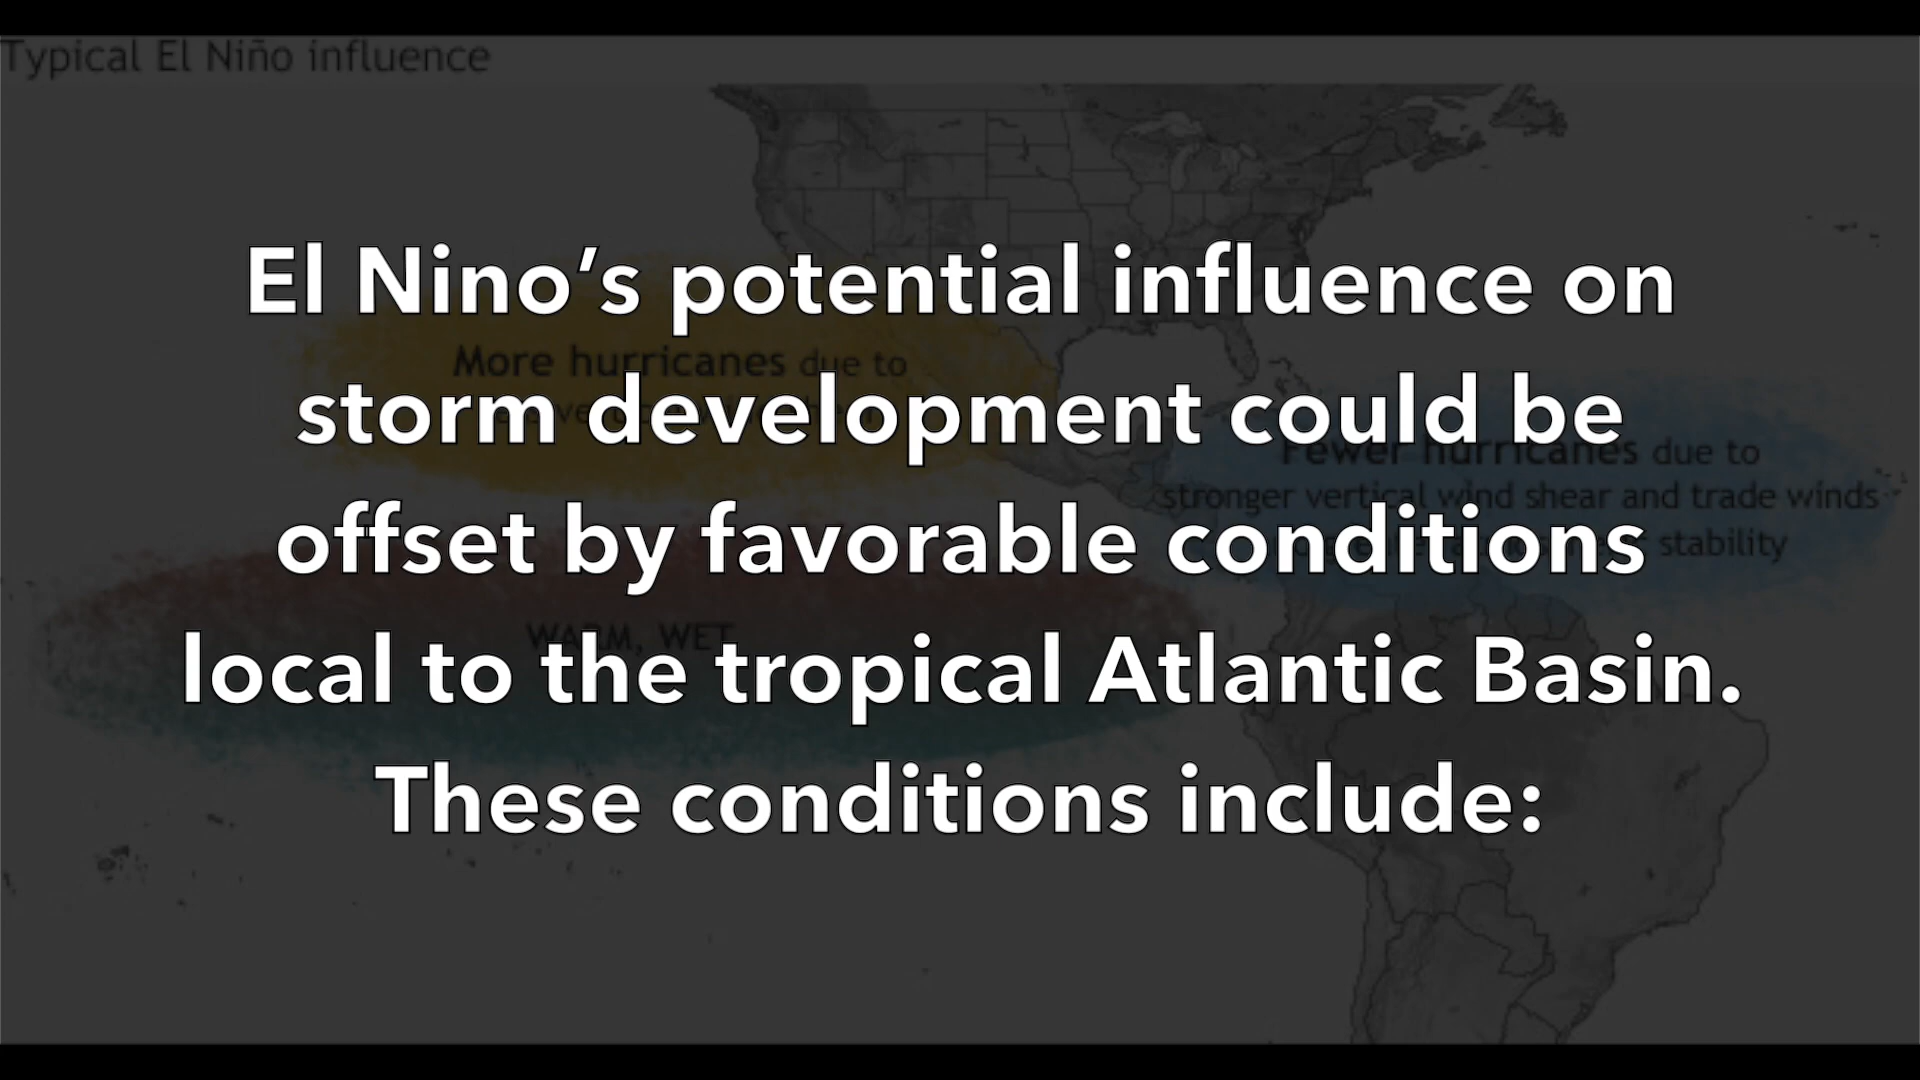 Typical El Niño influence
El Nino’s potential influence on
storm development could be
offset by favorable conditions
local to the tropical Atlantic Basin.
These conditions include:
More hurricanes due to
Fewer hurricanes due to
stronger vertical wind shear and trade winds
stability
WARM, WET